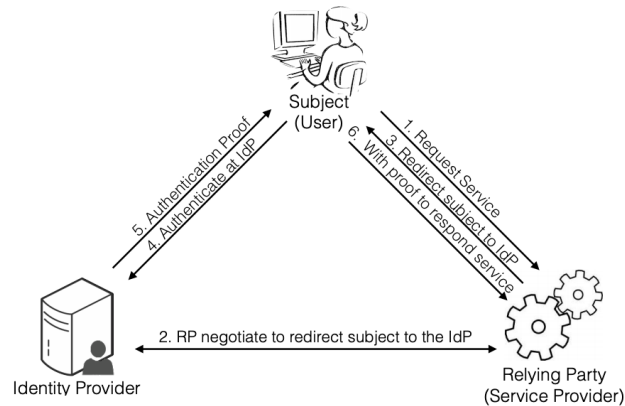 Subject
(User)
1. Request Service
3. Redirect subject to IdP
6. With proof to respond service
5. Authentication Proof
4. Authenticate at IdP
2. RP negotiate to redirect subject to the IdP
Identity Provider
Relying Party
(Service Provider)